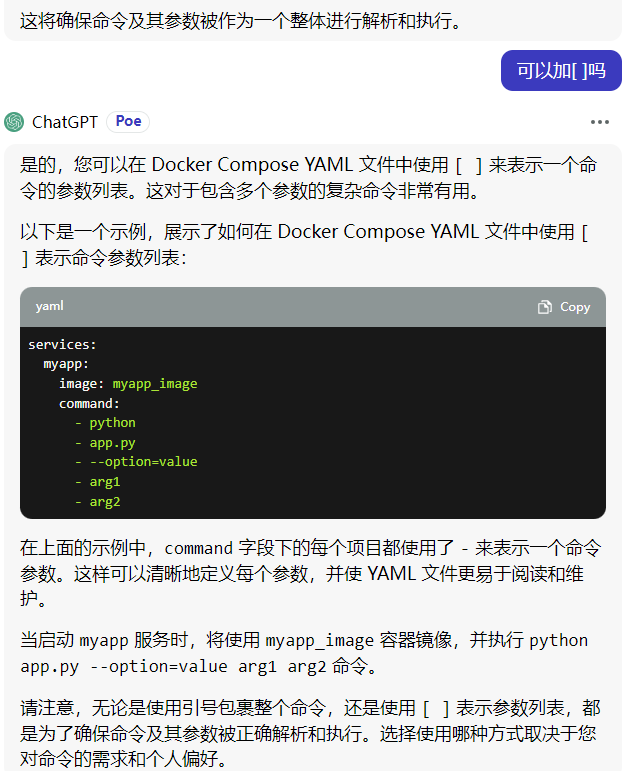 这将确保命令及其参数被作为一个整体进行解析和执行。
可以加[ ]吗
ChatGPT Poe
是的，您可以在 Docker Compose YAML 文件中使用 [ ] 来表示一个命
令的参数列表。这对于包含多个参数的复杂命令非常有用。
以下是一个示例，展示了如何在 Docker Compose YAML 文件中使用 [
] 表示命令参数列表：
yaml Copy
services:
  myapp:
    image: myapp_image
    command:
      - python
      - app.py
      - --option=value
      - arg1
      - arg2
在上面的示例中，command 字段下的每个项目都使用了 - 来表示一个命令
参数。这样可以清晰地定义每个参数，并使 YAML 文件更易于阅读和维
护。
当启动 myapp 服务时，将使用 myapp_image 容器镜像，并执行 python
app.py --option=value arg1 arg2 命令。
请注意，无论是使用引号包裹整个命令，还是使用 [ ] 表示参数列表，都
是为了确保命令及其参数被正确解析和执行。选择使用哪种方式取决于您
对命令的需求和个人偏好。